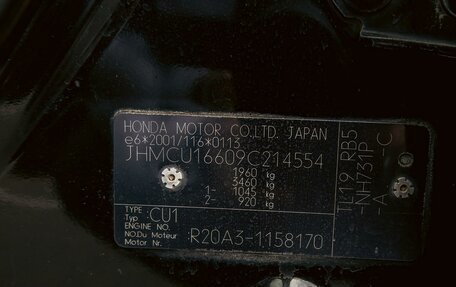 HONDA MOTOR CO.,LTD. JAPAN
e6*2001/116*0113
JHMCU16609C214554
1960 kg
3460 kg
1- 1045 kg
2- 920 kg
TYPE
Typ CU1
ENGINE NO.
NO.Du Moteur R20A3-1158170
Motor Nr.
TL19 RB5
-NH731P C
-A